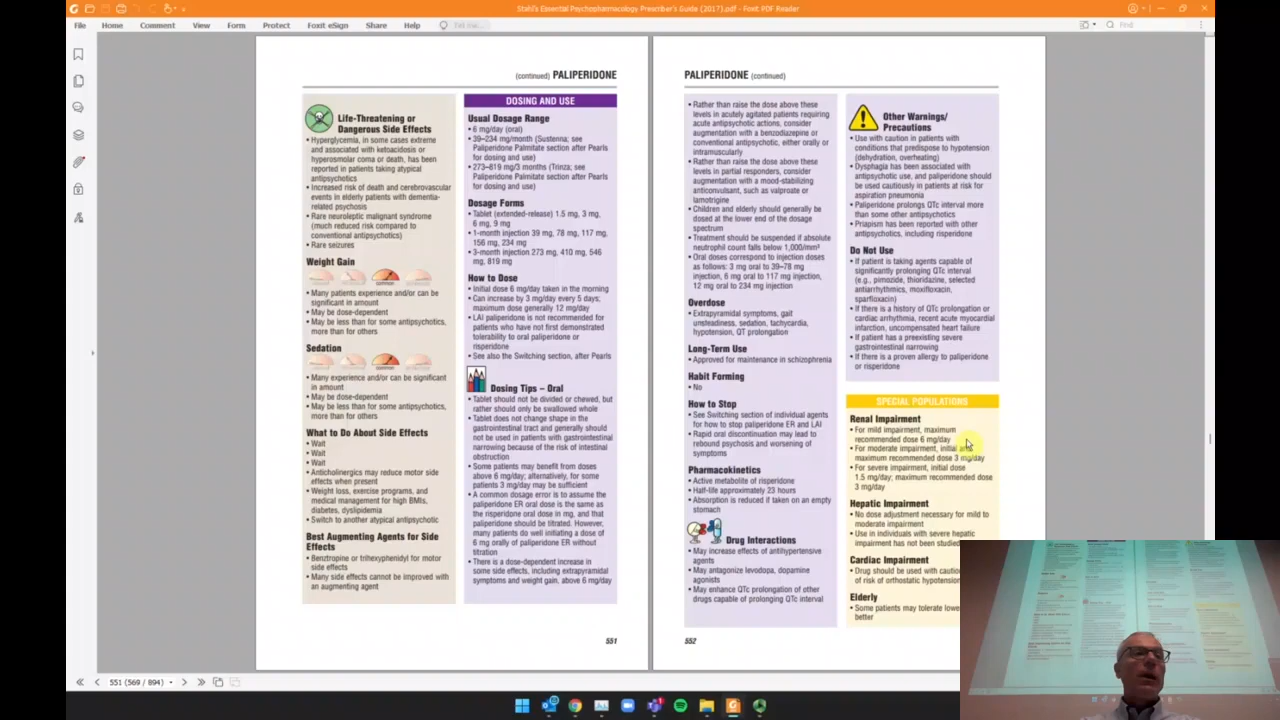 Stahl's Essential Psychopharmacology Prescriber's Guide (2017).pdf - Foxit PDF Reader
File Home Comment View Form Protect Foxit eSign Share Help Tell me... Find
(continued) PALIPERIDONE
Life-Threatening or
Dangerous Side Effects
• Hyperglycemia, in some cases extreme
and associated with ketoacidosis or
hyperosmolar coma or death, has been
reported in patients taking atypical
antipsychotics
• Increased risk of death and cerebrovascular
events in elderly patients with dementia-
related psychosis
• Rare neuroleptic malignant syndrome
(much reduced risk compared to
conventional antipsychotics)
• Rare seizures
Weight Gain
common
• Many patients experience and/or can be
significant in amount
• May be dose-dependent
• May be less than for some antipsychotics,
more than for others
Sedation
common
• Many experience and/or can be significant
in amount
• May be dose-dependent
• May be less than for some antipsychotics,
more than for others
What to Do About Side Effects
• Wait
• Wait
• Wait
• Anticholinergics may reduce motor side
effects when present
• Weight loss, exercise programs, and
medical management for high BMIs,
diabetes, dyslipidemia
• Switch to another atypical antipsychotic
Best Augmenting Agents for Side
Effects
• Benztropine or trihexyphenidyl for motor
side effects
• Many side effects cannot be improved with
an augmenting agent
DOSING AND USE
Usual Dosage Range
• 6 mg/day (oral)
• 39–234 mg/month (Sustenna; see
Paliperidone Palmitate section after Pearls
for dosing and use)
• 273–819 mg/3 months (Trinza; see
Paliperidone Palmitate section after Pearls
for dosing and use)
Dosage Forms
• Tablet (extended-release) 1.5 mg, 3 mg,
6 mg, 9 mg
• 1-month injection 39 mg, 78 mg, 117 mg,
156 mg, 234 mg
• 3-month injection 273 mg, 410 mg, 546
mg, 819 mg
How to Dose
• Initial dose 6 mg/day taken in the morning
• Can increase by 3 mg/day every 5 days;
maximum dose generally 12 mg/day
• LAI paliperidone is not recommended for
patients who have not first demonstrated
tolerability to oral paliperidone or
risperidone
• See also the Switching section, after Pearls
Dosing Tips – Oral
• Tablet should not be divided or chewed, but
rather should only be swallowed whole
• Tablet does not change shape in the
gastrointestinal tract and generally should
not be used in patients with gastrointestinal
narrowing because of the risk of intestinal
obstruction
• Some patients may benefit from doses
above 6 mg/day; alternatively, for some
patients 3 mg/day may be sufficient
• A common dosage error is to assume the
paliperidone ER oral dose is the same as
the risperidone oral dose in mg, and that
paliperidone should be titrated. However,
many patients do well initiating a dose of
6 mg orally of paliperidone ER without
titration
• There is a dose-dependent increase in
some side effects, including extrapyramidal
symptoms and weight gain, above 6 mg/day
551
PALIPERIDONE (continued)
• Rather than raise the dose above these
levels in acutely agitated patients requiring
acute antipsychotic actions, consider
augmentation with a benzodiazepine or
conventional antipsychotic, either orally or
intramuscularly
• Rather than raise the dose above these
levels in partial responders, consider
augmentation with a mood-stabilizing
anticonvulsant, such as valproate or
lamotrigine
• Children and elderly should generally be
dosed at the lower end of the dosage
spectrum
• Treatment should be suspended if absolute
neutrophil count falls below 1,000/mm³
• Oral doses correspond to injection doses
as follows: 3 mg oral to 39–78 mg
injection, 6 mg oral to 117 mg injection,
12 mg oral to 234 mg injection
Overdose
• Extrapyramidal symptoms, gait
unsteadiness, sedation, tachycardia,
hypotension, QT prolongation
Long-Term Use
• Approved for maintenance in schizophrenia
Habit Forming
• No
How to Stop
• See Switching section of individual agents
for how to stop paliperidone ER and LAI
• Rapid oral discontinuation may lead to
rebound psychosis and worsening of
symptoms
Pharmacokinetics
• Active metabolite of risperidone
• Half-life approximately 23 hours
• Absorption is reduced if taken on an empty
stomach
Drug Interactions
• May increase effects of antihypertensive
agents
• May antagonize levodopa, dopamine
agonists
• May enhance QTc prolongation of other
drugs capable of prolonging QTc interval
Other Warnings/
Precautions
• Use with caution in patients with
conditions that predispose to hypotension
(dehydration, overheating)
• Dysphagia has been associated with
antipsychotic use, and paliperidone should
be used cautiously in patients at risk for
aspiration pneumonia
• Paliperidone prolongs QTc interval more
than some other antipsychotics
• Priapism has been reported with other
antipsychotics, including risperidone
Do Not Use
• If patient is taking agents capable of
significantly prolonging QTc interval
(e.g., pimozide, thioridazine, selected
antiarrhythmics, moxifloxacin,
sparfloxacin)
• If there is a history of QTc prolongation or
cardiac arrhythmia, recent acute myocardial
infarction, uncompensated heart failure
• If patient has a preexisting severe
gastrointestinal narrowing
• If there is a proven allergy to paliperidone
or risperidone
SPECIAL POPULATIONS
Renal Impairment
• For mild impairment, maximum
recommended dose 6 mg/day
• For moderate impairment, initial and
maximum recommended dose 3 mg/day
• For severe impairment, initial dose
1.5 mg/day; maximum recommended dose
3 mg/day
Hepatic Impairment
• No dose adjustment necessary for mild to
moderate impairment
• Use in individuals with severe hepatic
impairment has not been studied
Cardiac Impairment
• Drug should be used with
of risk of orthostatic
Elderly
• Some patients may tolerate
better
552
551 (569 / 894)